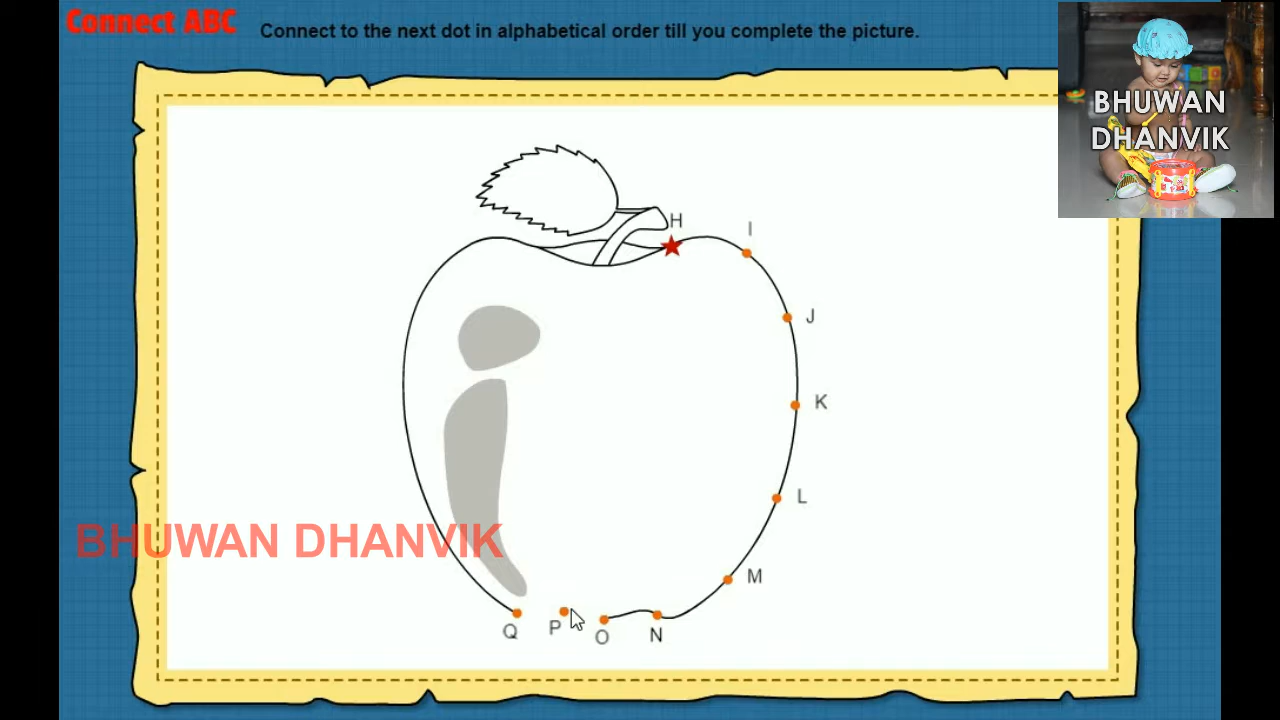 Connect ABC
Connect to the next dot in alphabetical order till you complete the picture.
BHUWAN
DHANVIK
H
I
J
K
L
BHUWAN DHANVIK
M
Q
P
O
N